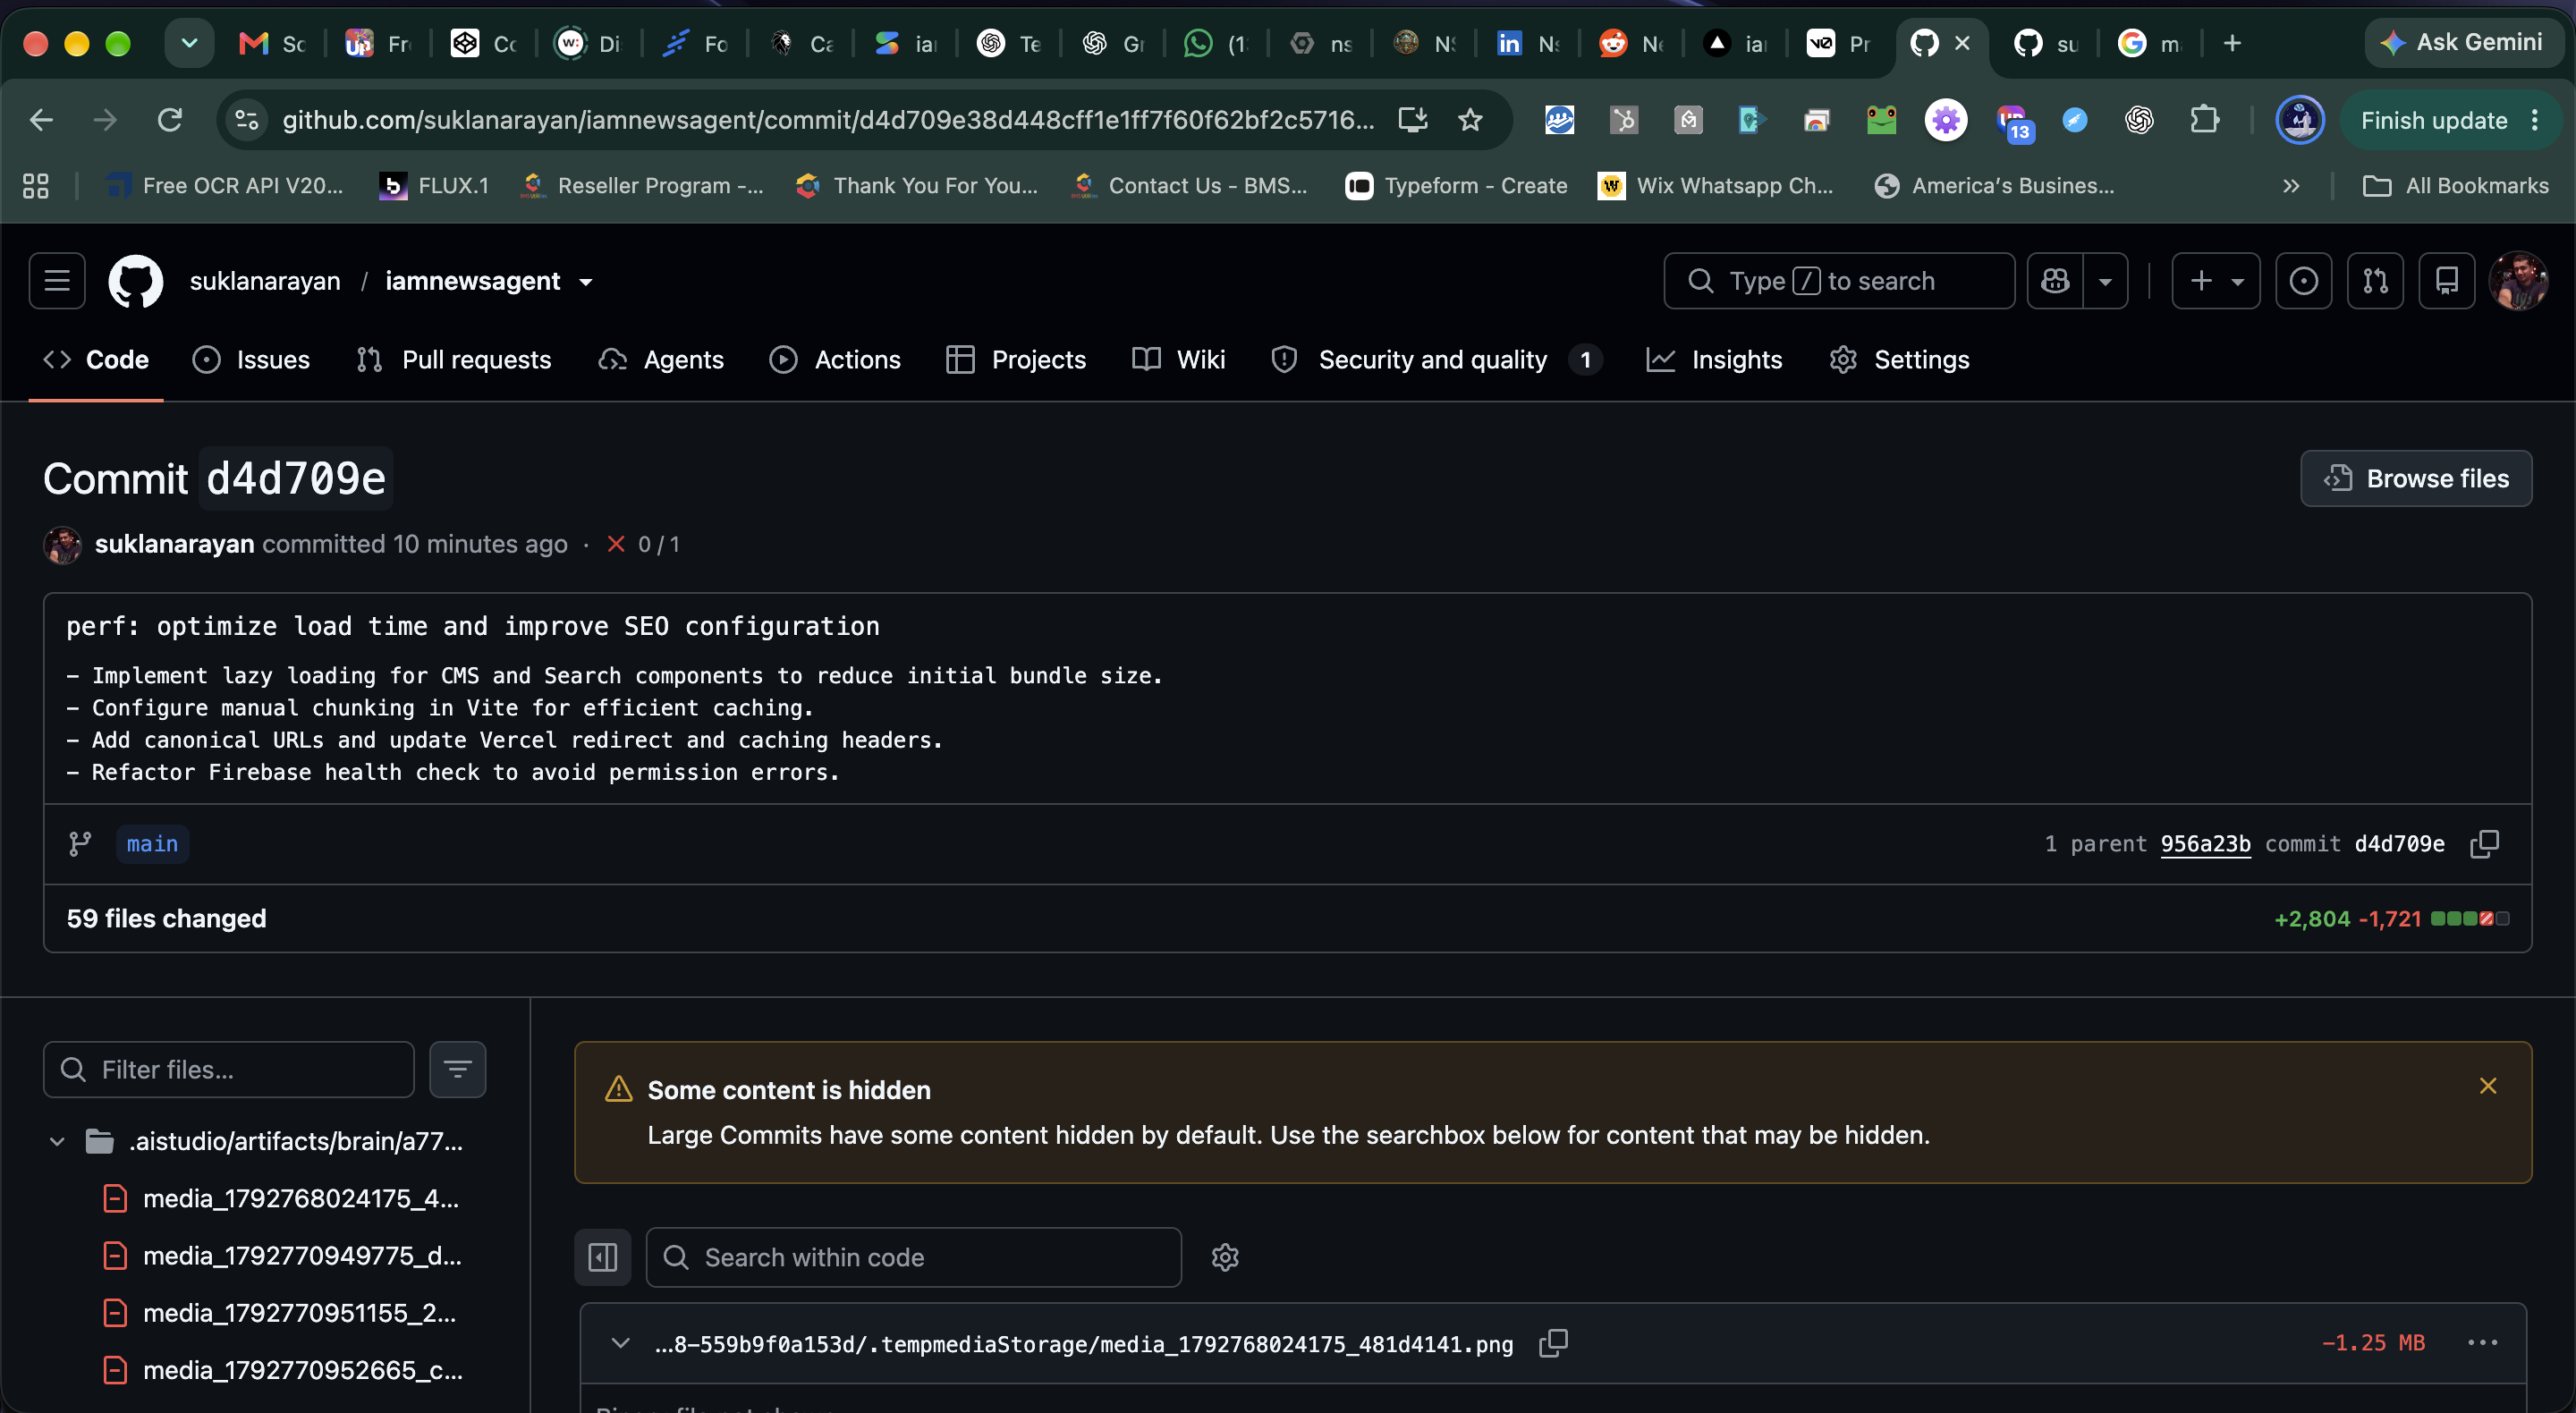 Sc
Fr
Co
Di
Fo
Ca
iar
Te
Gr
(1
ns
NS
Ns
Ne
iar
Pr
su
m
Ask Gemini
github.com/suklanarayan/iamnewsagent/commit/d4d709e38d448cff1e1ff7f60f62bf2c5716...
13
Finish update
Free OCR API V20...
FLUX.1
Reseller Program -...
Thank You For You...
Contact Us - BMS...
Typeform - Create
Wix Whatsapp Ch...
America's Busines...
All Bookmarks
suklanarayan / iamnewsagent
Type / to search
Code
Issues
Pull requests
Agents
Actions
Projects
Wiki
Security and quality 1
Insights
Settings
Commit d4d709e
Browse files
suklanarayan committed 10 minutes ago · 0 / 1
perf: optimize load time and improve SEO configuration
- Implement lazy loading for CMS and Search components to reduce initial bundle size.
- Configure manual chunking in Vite for efficient caching.
- Add canonical URLs and update Vercel redirect and caching headers.
- Refactor Firebase health check to avoid permission errors.
main
1 parent 956a23b commit d4d709e
59 files changed
+2,804 -1,721
Filter files...
.aistudio/artifacts/brain/a77...
media_1792768024175_4...
media_1792770949775_d...
media_1792770951155_2...
media_1792770952665_c...
Some content is hidden
Large Commits have some content hidden by default. Use the searchbox below for content that may be hidden.
Search within code
...8-559b9f0a153d/.tempmediaStorage/media_1792768024175_481d4141.png
-1.25 MB